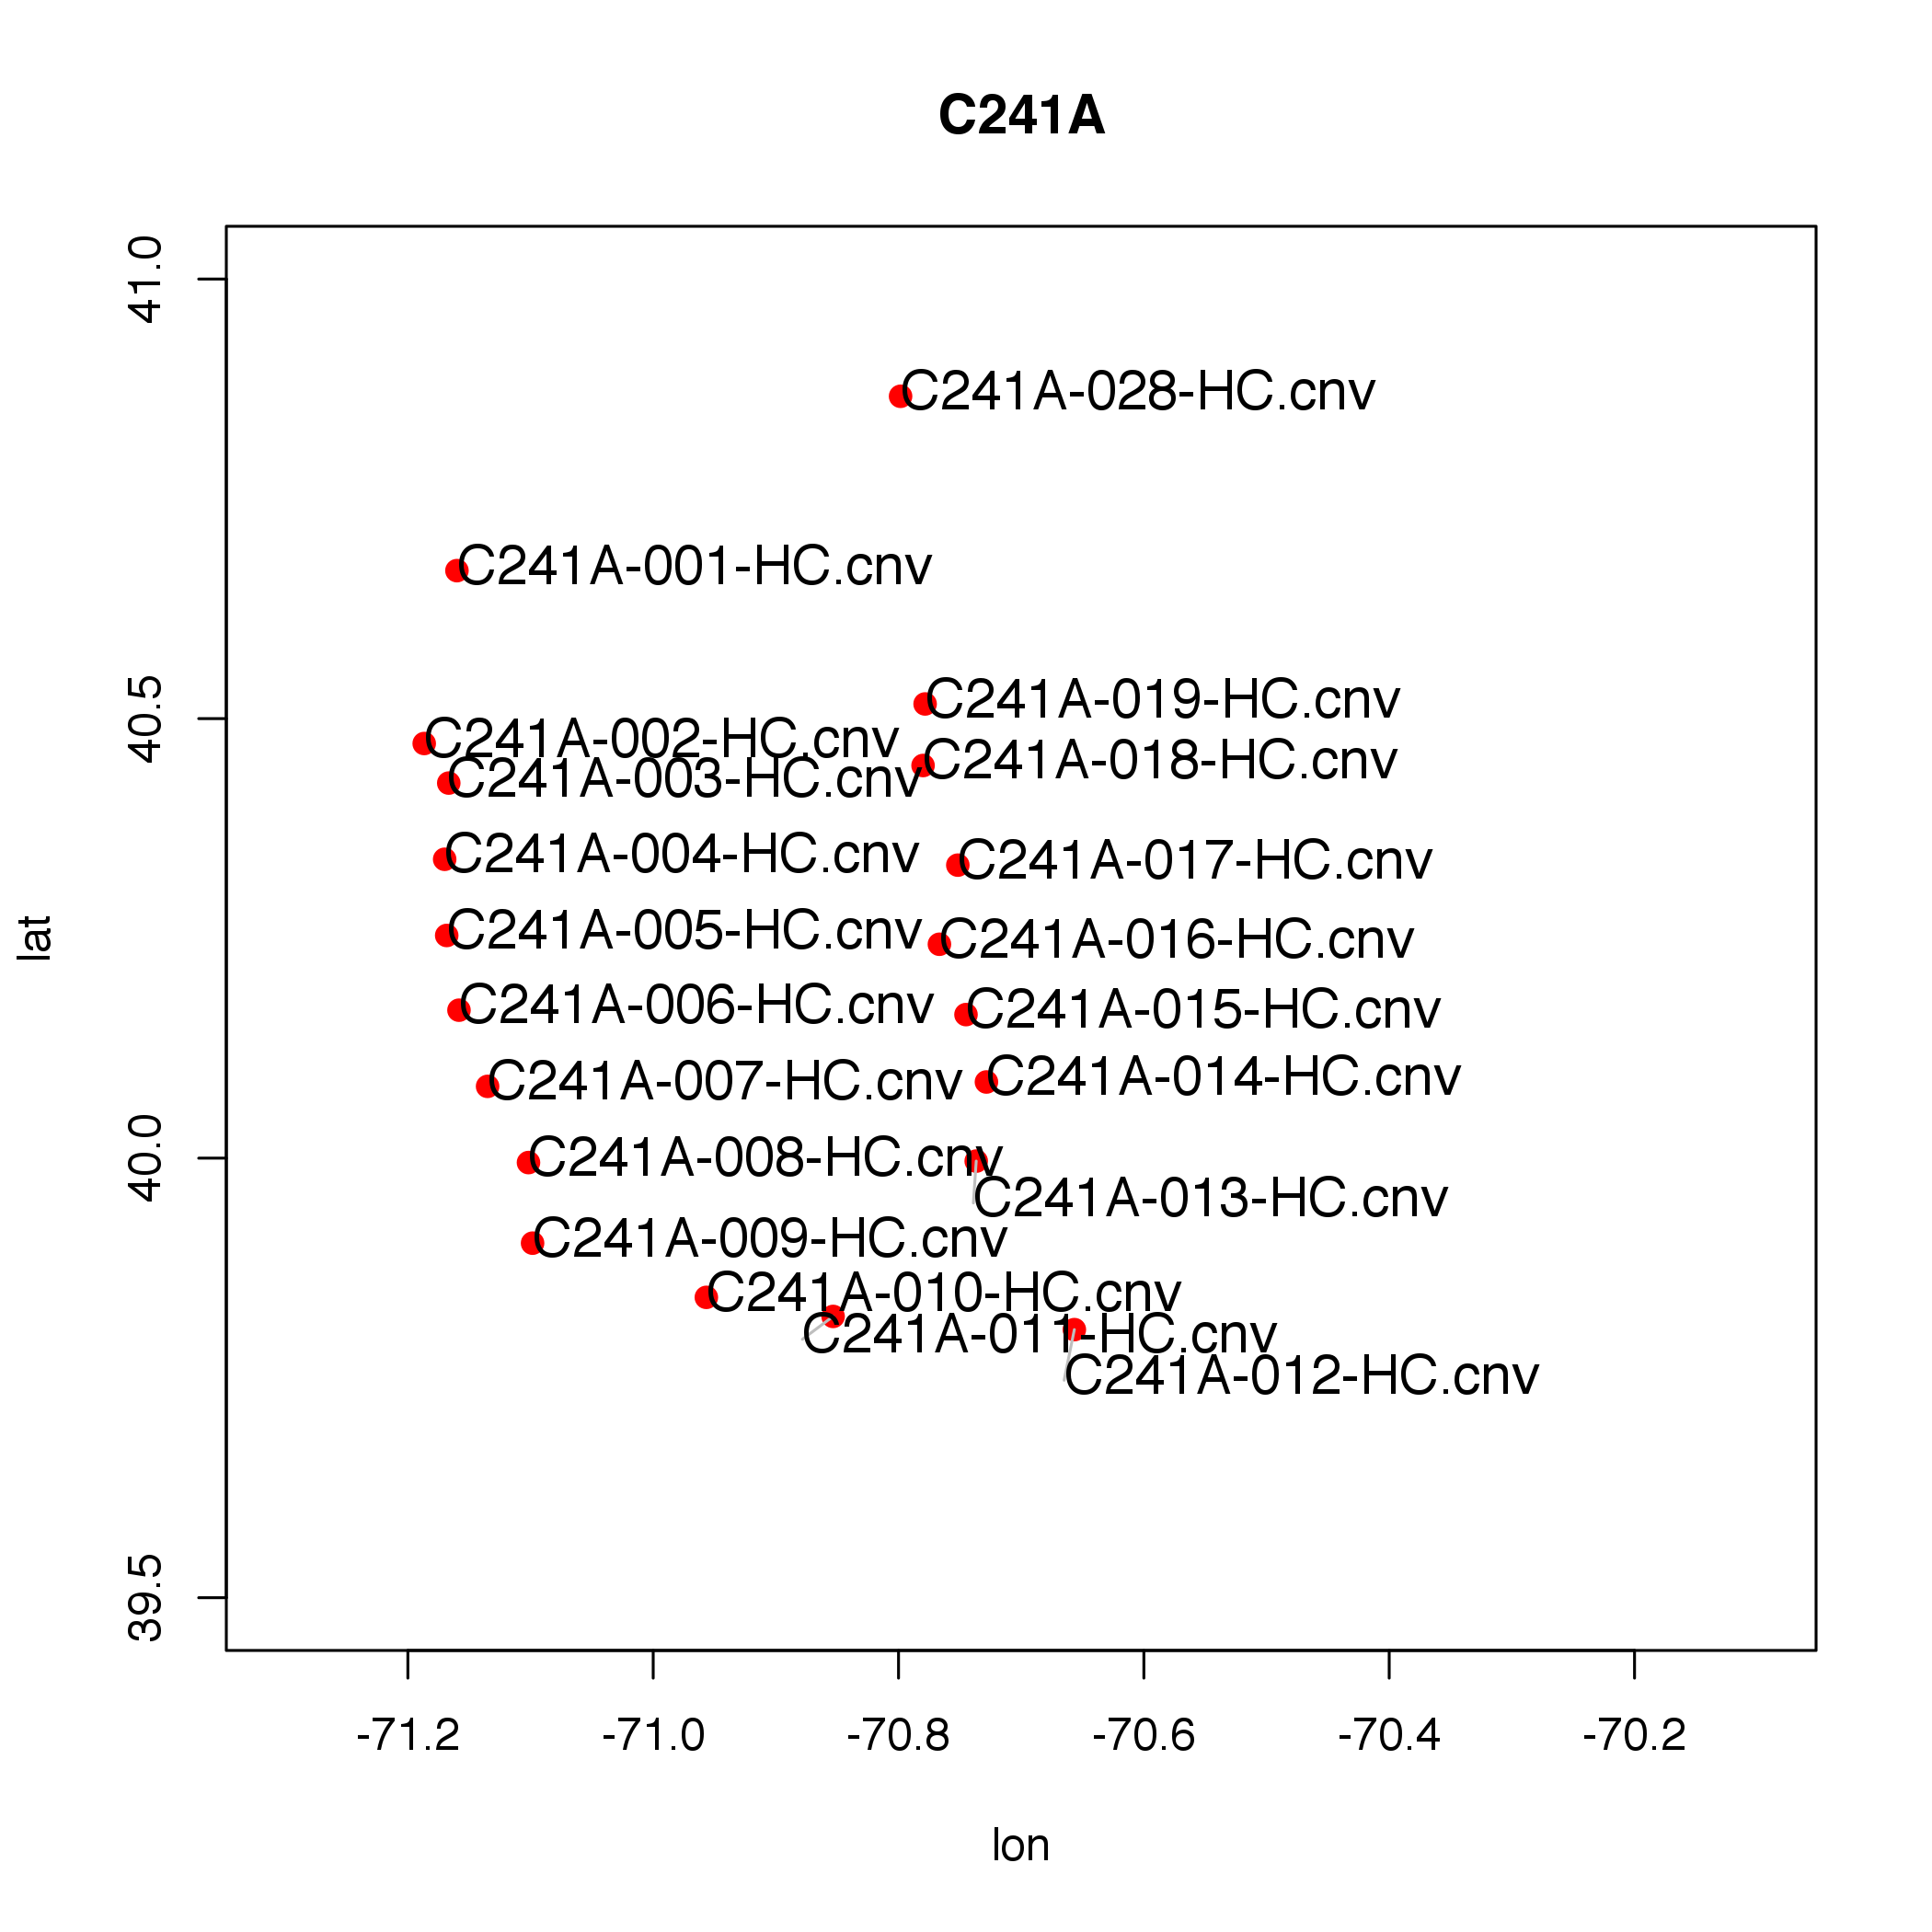 C241A
41.0
C241A-028-HC.cnv
C241A-001-HC.cnv
C241A-019-HC.cnv
40.5
C241A-002-HC.cnv
C241A-018-HC.cnv
C241A-003-HC.cnv
C241A-004-HC.cnv
C241A-017-HC.cnv
C241A-005-HC.cnv
C241A-016-HC.cnv
lat
C241A-006-HC.cnv
C241A-015-HC.cnv
C241A-007-HC.cnv
C241A-014-HC.cnv
40.0
C241A-008-HC.cnv
C241A-013-HC.cnv
C241A-009-HC.cnv
C241A-010-HC.cnv
C241A-011-HC.cnv
C241A-012-HC.cnv
39.5
-71.2 -71.0 -70.8 -70.6 -70.4 -70.2
lon